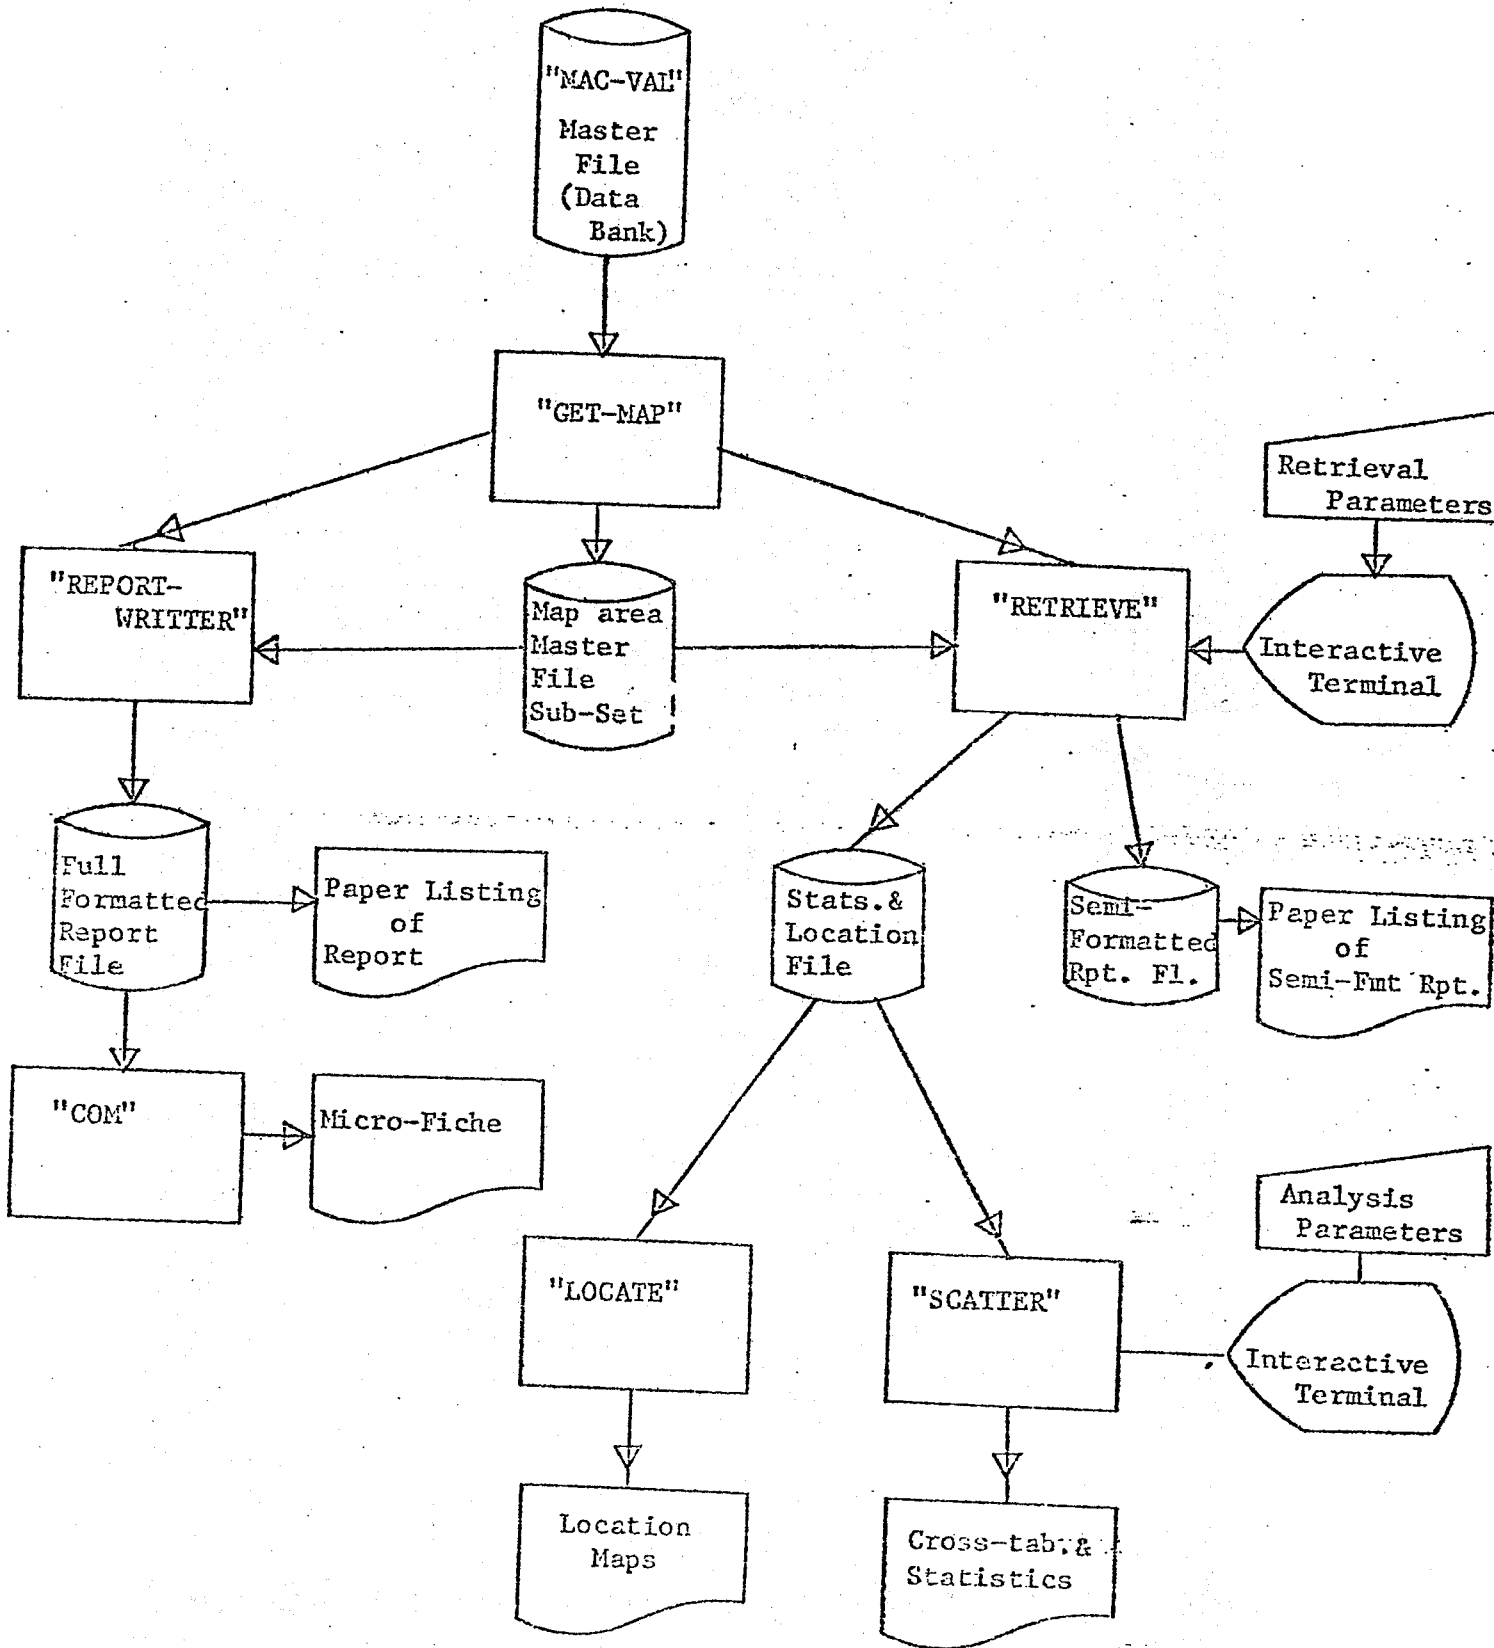 "MAC-VAL"
Master
File
(Data
Bank)
"GET-MAP"
Retrieval
Parameters
"REPORT-
WRITTER"
Map area
Master
File
Sub-Set
"RETRIEVE"
Interactive
Terminal
Full
Formatted
Report
File
Paper Listing
of
Report
Stats.&
Location
File
Semi-
Formatted
Rpt. Fl.
Paper Listing
of
Semi-Fmt Rpt.
"COM"
Micro-Fiche
Analysis
Parameters
"LOCATE"
"SCATTER"
Interactive
Terminal
Location
Maps
Cross-tab.&
Statistics